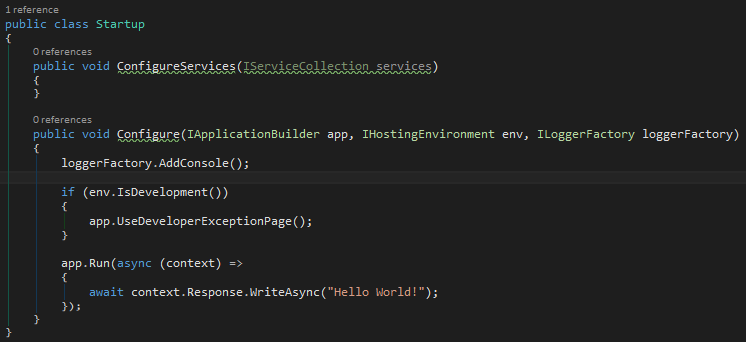 1 reference
public class Startup
{
0 references
public void ConfigureServices(IServiceCollection services)
{
}
0 references
public void Configure(IApplicationBuilder app, IHostingEnvironment env, ILoggerFactory loggerFactory)
{
loggerFactory.AddConsole();
if (env.IsDevelopment())
{
app.UseDeveloperExceptionPage();
}
app.Run(async (context) =>
{
await context.Response.WriteAsync("Hello World!");
});
}
}